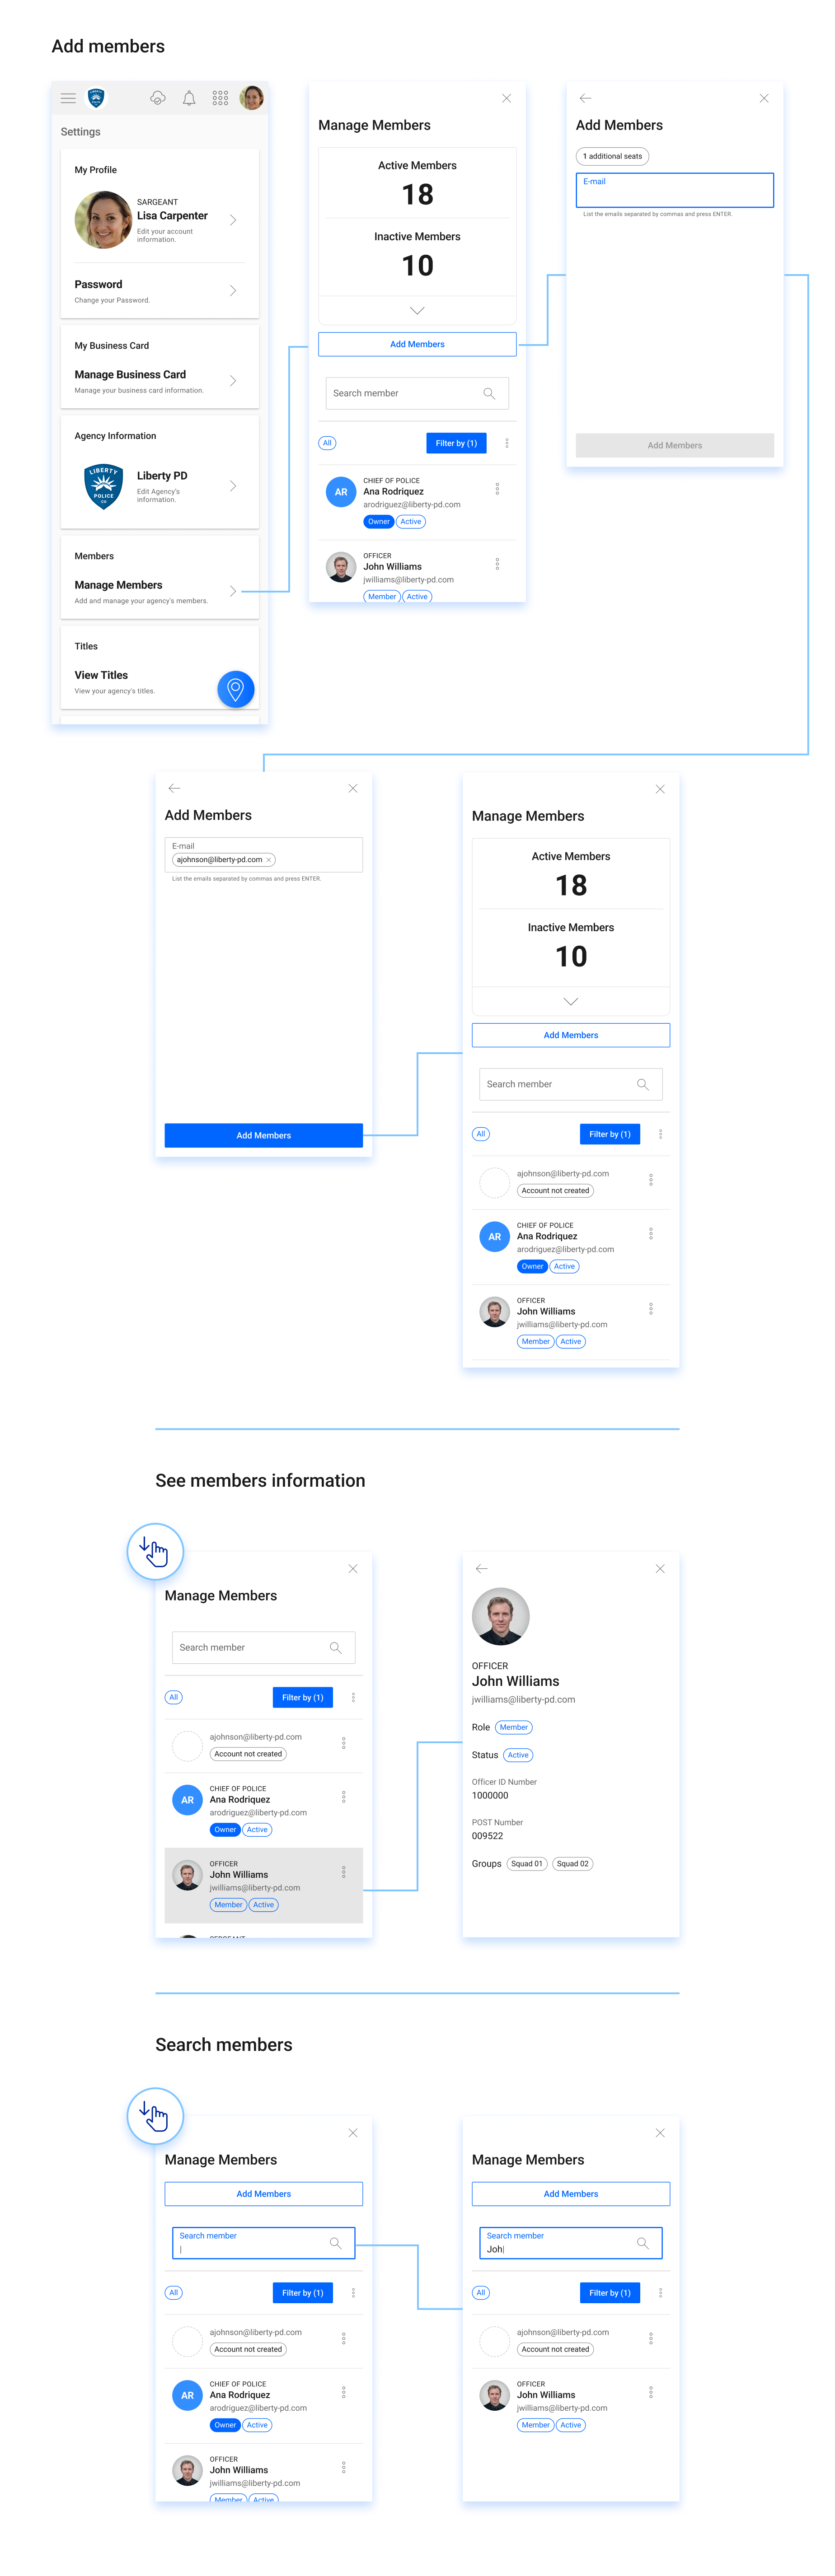 Add members
Settings
My Profile
SARGEANT
Lisa Carpenter
Edit your account
information.
Password
Change your Password.
My Business Card
Manage Business Card
Manage your business card information.
Agency Information
LIBERTY
POLICE
CO
Liberty PD
Edit Agency's
information.
Members
Manage Members
Add and manage your agency's members.
Titles
View Titles
View your agency's titles.
Manage Members
Active Members
18
Inactive Members
10
Add Members
Search member
All
Filter by (1)
CHIEF OF POLICE
AR
Ana Rodriquez
arodriguez@liberty-pd.com
Owner Active
OFFICER
John Williams
jwilliams@liberty-pd.com
Member Active
Add Members
1 additional seats
E-mail
List the emails separated by commas and press ENTER.
Add Members
Add Members
E-mail
ajohnson@liberty-pd.com
List the emails separated by commas and press ENTER.
Add Members
Manage Members
Active Members
18
Inactive Members
10
Add Members
Search member
All
Filter by (1)
ajohnson@liberty-pd.com
Account not created
CHIEF OF POLICE
AR
Ana Rodriquez
arodriguez@liberty-pd.com
Owner Active
OFFICER
John Williams
jwilliams@liberty-pd.com
Member Active
See members information
Manage Members
Search member
All
Filter by (1)
ajohnson@liberty-pd.com
Account not created
CHIEF OF POLICE
AR
Ana Rodriquez
arodriguez@liberty-pd.com
Owner Active
OFFICER
John Williams
jwilliams@liberty-pd.com
Member Active
OFFICER
John Williams
jwilliams@liberty-pd.com
Role Member
Status Active
Officer ID Number
1000000
POST Number
009522
Groups Squad 01 Squad 02
Search members
Manage Members
Add Members
Search member
All
Filter by (1)
ajohnson@liberty-pd.com
Account not created
CHIEF OF POLICE
AR
Ana Rodriquez
arodriguez@liberty-pd.com
Owner Active
OFFICER
John Williams
jwilliams@liberty-pd.com
Member Active
Manage Members
Add Members
Search member
Joh
All
Filter by (1)
ajohnson@liberty-pd.com
Account not created
OFFICER
John Williams
jwilliams@liberty-pd.com
Member Active